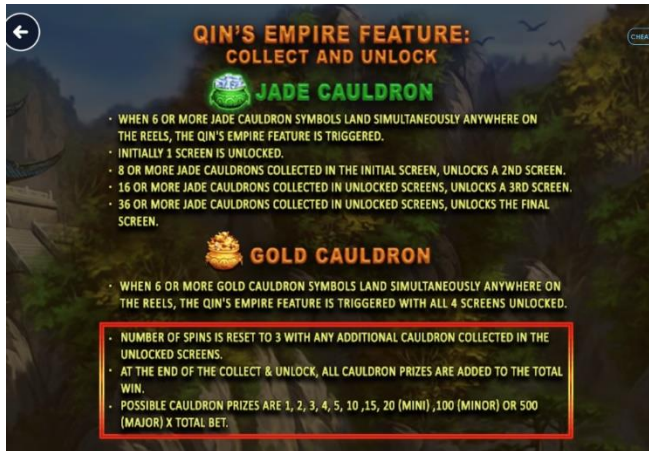 QIN'S EMPIRE FEATURE:
COLLECT AND UNLOCK
JADE CAULDRON
· WHEN 6 OR MORE JADE CAULDRON SYMBOLS LAND SIMULTANEOUSLY ANYWHERE ON
THE REELS, THE QIN'S EMPIRE FEATURE IS TRIGGERED.
· INITIALLY 1 SCREEN IS UNLOCKED.
· 8 OR MORE JADE CAULDRONS COLLECTED IN THE INITIAL SCREEN, UNLOCKS A 2ND SCREEN.
· 16 OR MORE JADE CAULDRONS COLLECTED IN UNLOCKED SCREENS, UNLOCKS A 3RD SCREEN.
· 36 OR MORE JADE CAULDRONS COLLECTED IN UNLOCKED SCREENS, UNLOCKS THE FINAL
SCREEN.
GOLD CAULDRON
· WHEN 6 OR MORE GOLD CAULDRON SYMBOLS LAND SIMULTANEOUSLY ANYWHERE ON
THE REELS, THE QIN'S EMPIRE FEATURE IS TRIGGERED WITH ALL 4 SCREENS UNLOCKED.
· NUMBER OF SPINS IS RESET TO 3 WITH ANY ADDITIONAL CAULDRON COLLECTED IN THE
UNLOCKED SCREENS.
· AT THE END OF THE COLLECT & UNLOCK, ALL CAULDRON PRIZES ARE ADDED TO THE TOTAL
WIN.
· POSSIBLE CAULDRON PRIZES ARE 1, 2, 3, 4, 5, 10 ,15, 20 (MINI) ,100 (MINOR) OR 500
(MAJOR) X TOTAL BET.